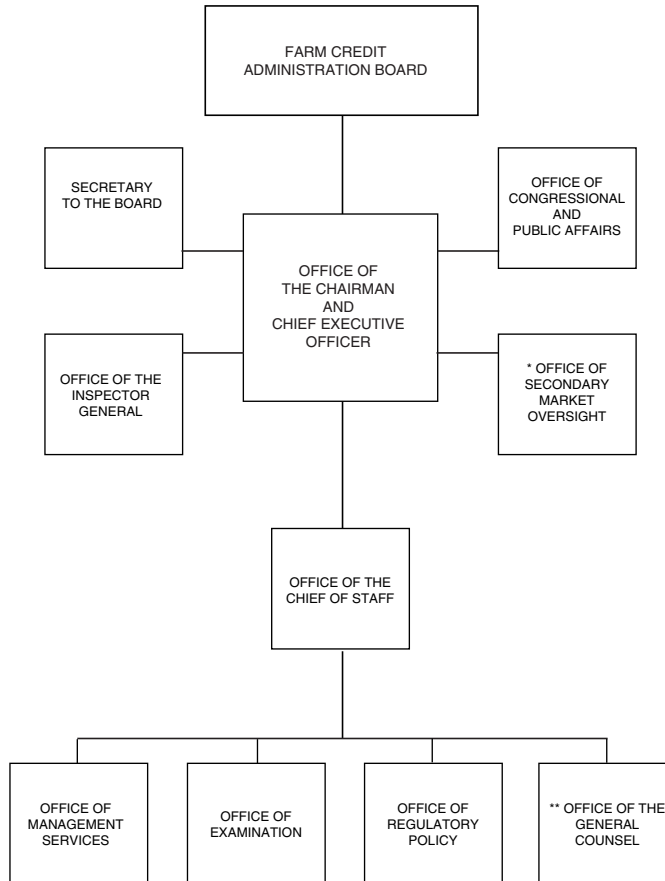 FARM CREDIT
ADMINISTRATION BOARD
SECRETARY
TO THE BOARD
OFFICE OF
CONGRESSIONAL
AND
PUBLIC AFFAIRS
OFFICE OF
THE CHAIRMAN
AND
CHIEF EXECUTIVE
OFFICER
OFFICE OF THE
INSPECTOR
GENERAL
* OFFICE OF
SECONDARY
MARKET
OVERSIGHT
OFFICE OF THE
CHIEF OF STAFF
OFFICE OF
MANAGEMENT
SERVICES
OFFICE OF
EXAMINATION
OFFICE OF
REGULATORY
POLICY
** OFFICE OF THE
GENERAL
COUNSEL